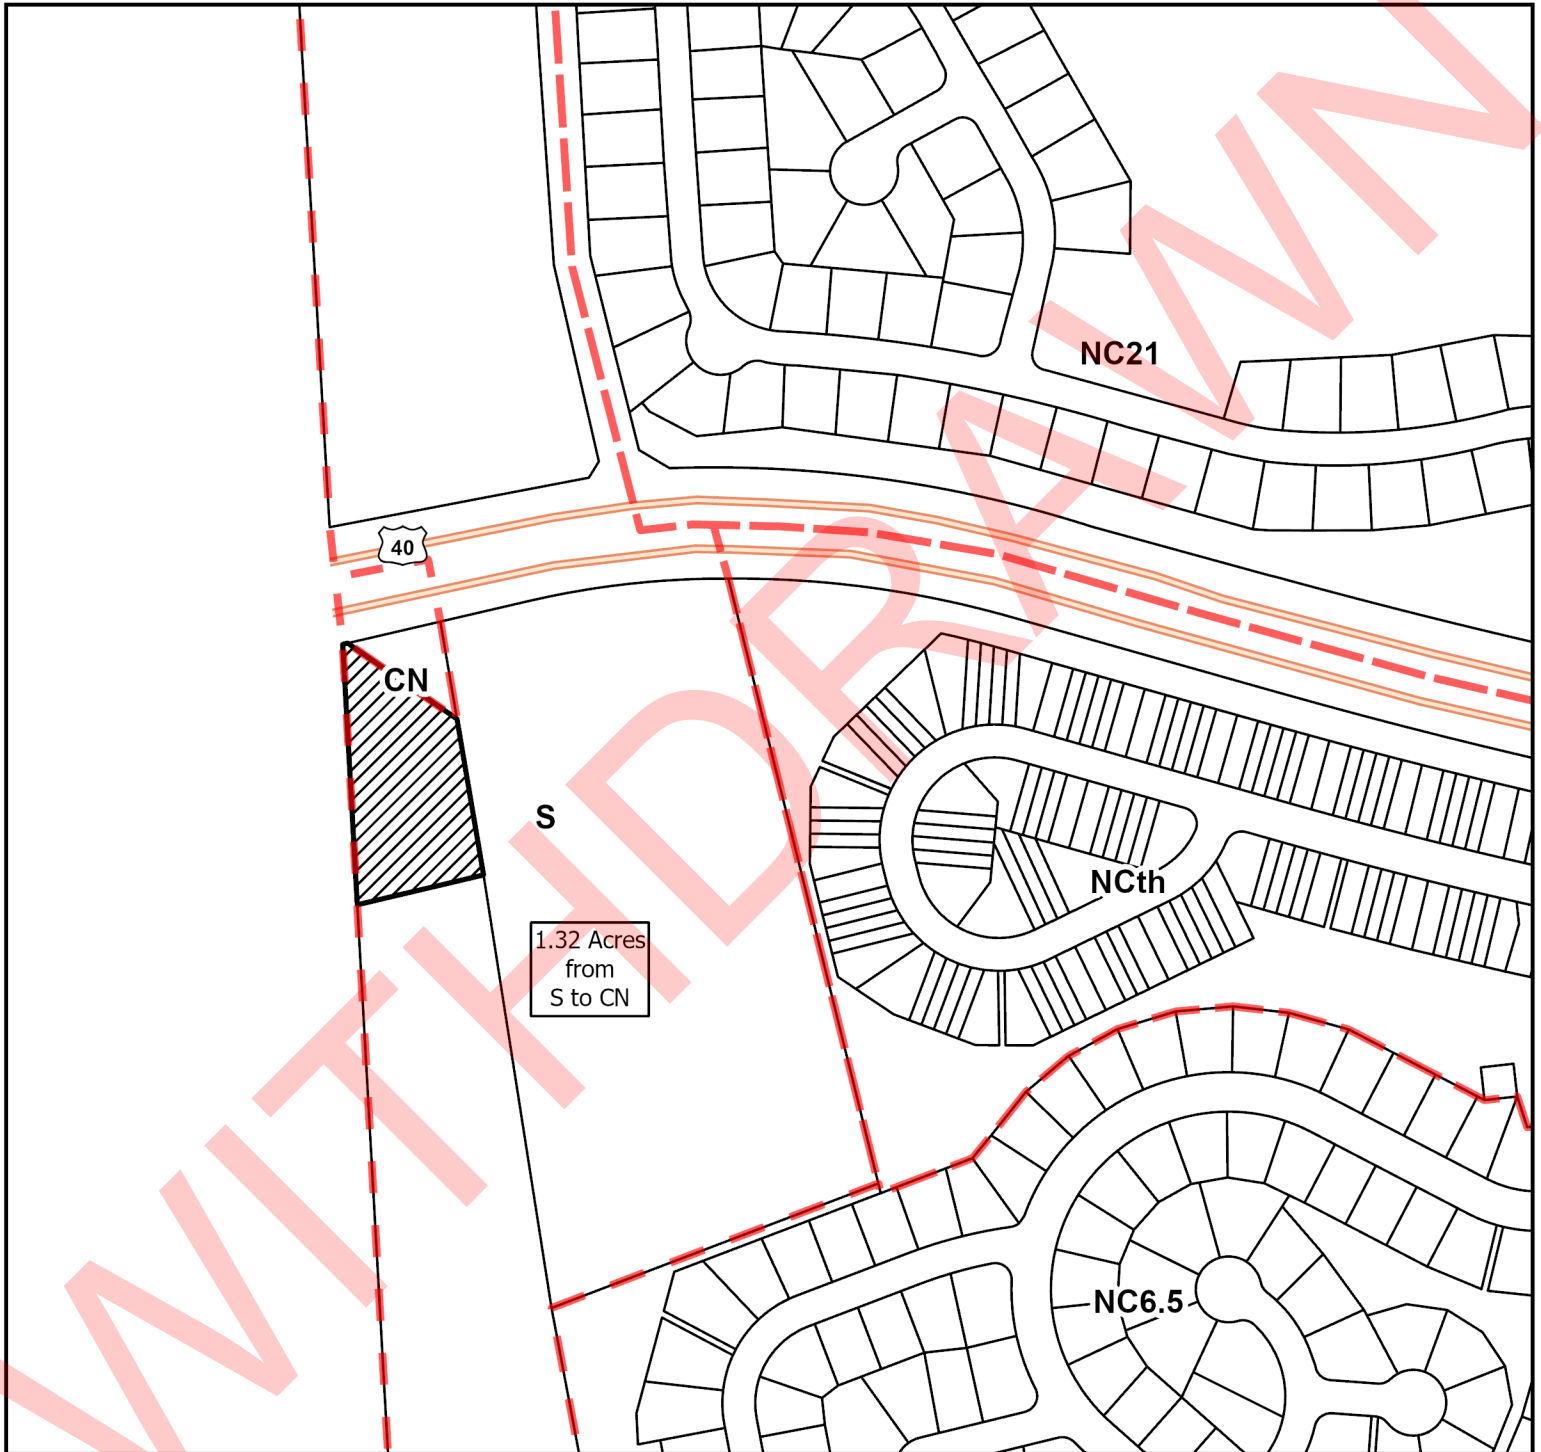 NC21
40
CN
S
NCth
1.32 Acres
from
S to CN
NC6.5
WITHDRAWN